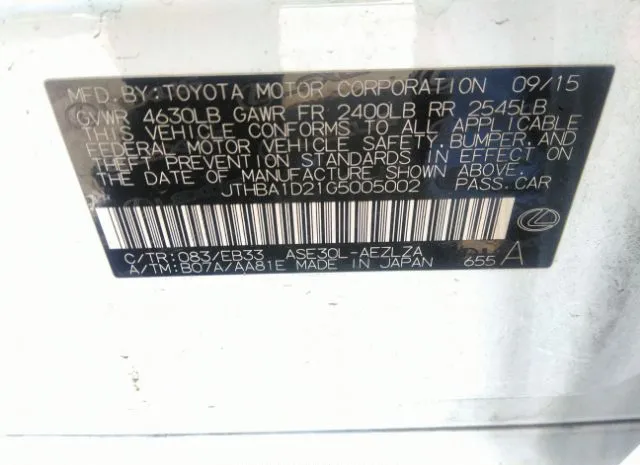 MFD. BY: TOYOTA MOTOR CORPORATION 09/15
GVWR 4630LB GAWR FR 2400LB RR 2545LB
THIS VEHICLE CONFORMS TO ALL APPLICABLE
FEDERAL MOTOR VEHICLE SAFETY, BUMPER, AND
THEFT PREVENTION STANDARDS IN EFFECT ON
THE DATE OF MANUFACTURE SHOWN ABOVE.
JTHBA1D21G5005002 PASS. CAR
C/TR: 083/EB33 ASE30L-AEZLZA
A/TM: B07A/AA81E MADE IN JAPAN 655 A